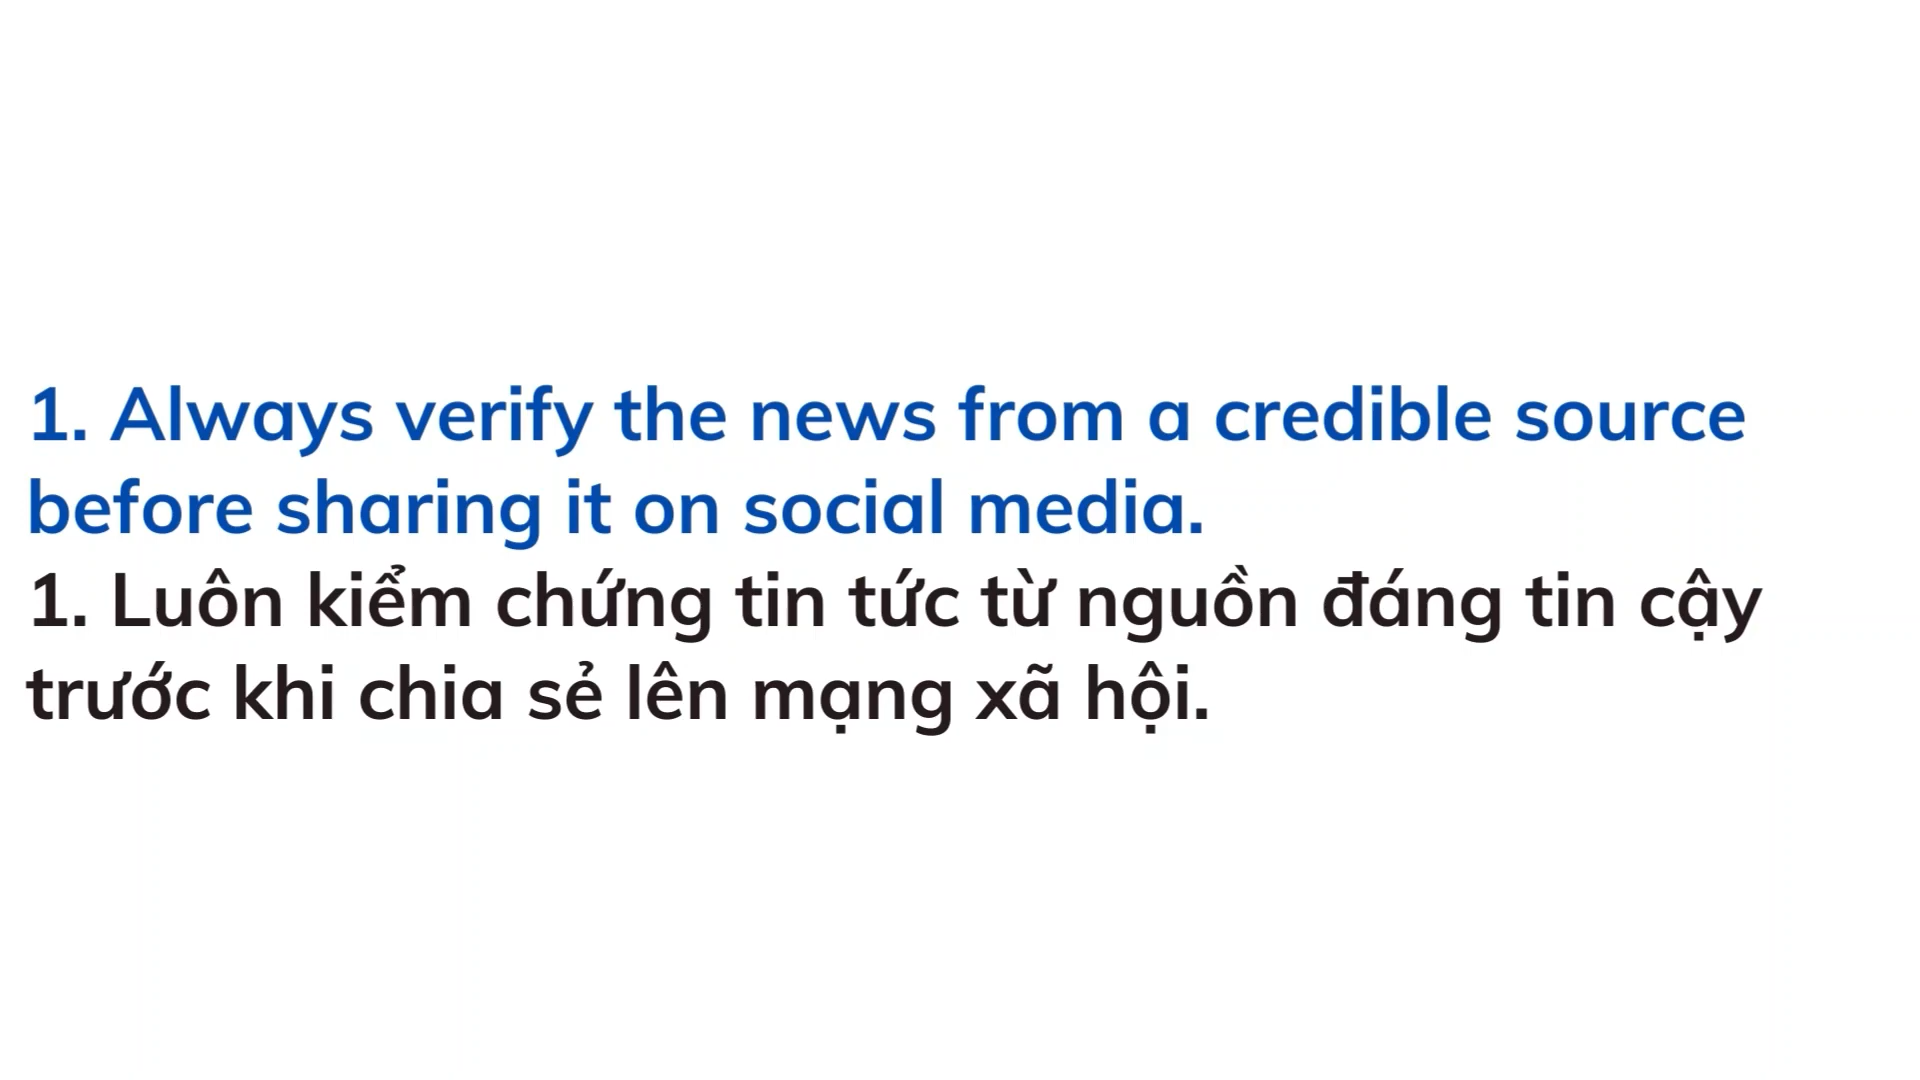 1. Always verify the news from a credible source
before sharing it on social media.
1. Luôn kiểm chứng tin tức từ nguồn đáng tin cậy
trước khi chia sẻ lên mạng xã hội.